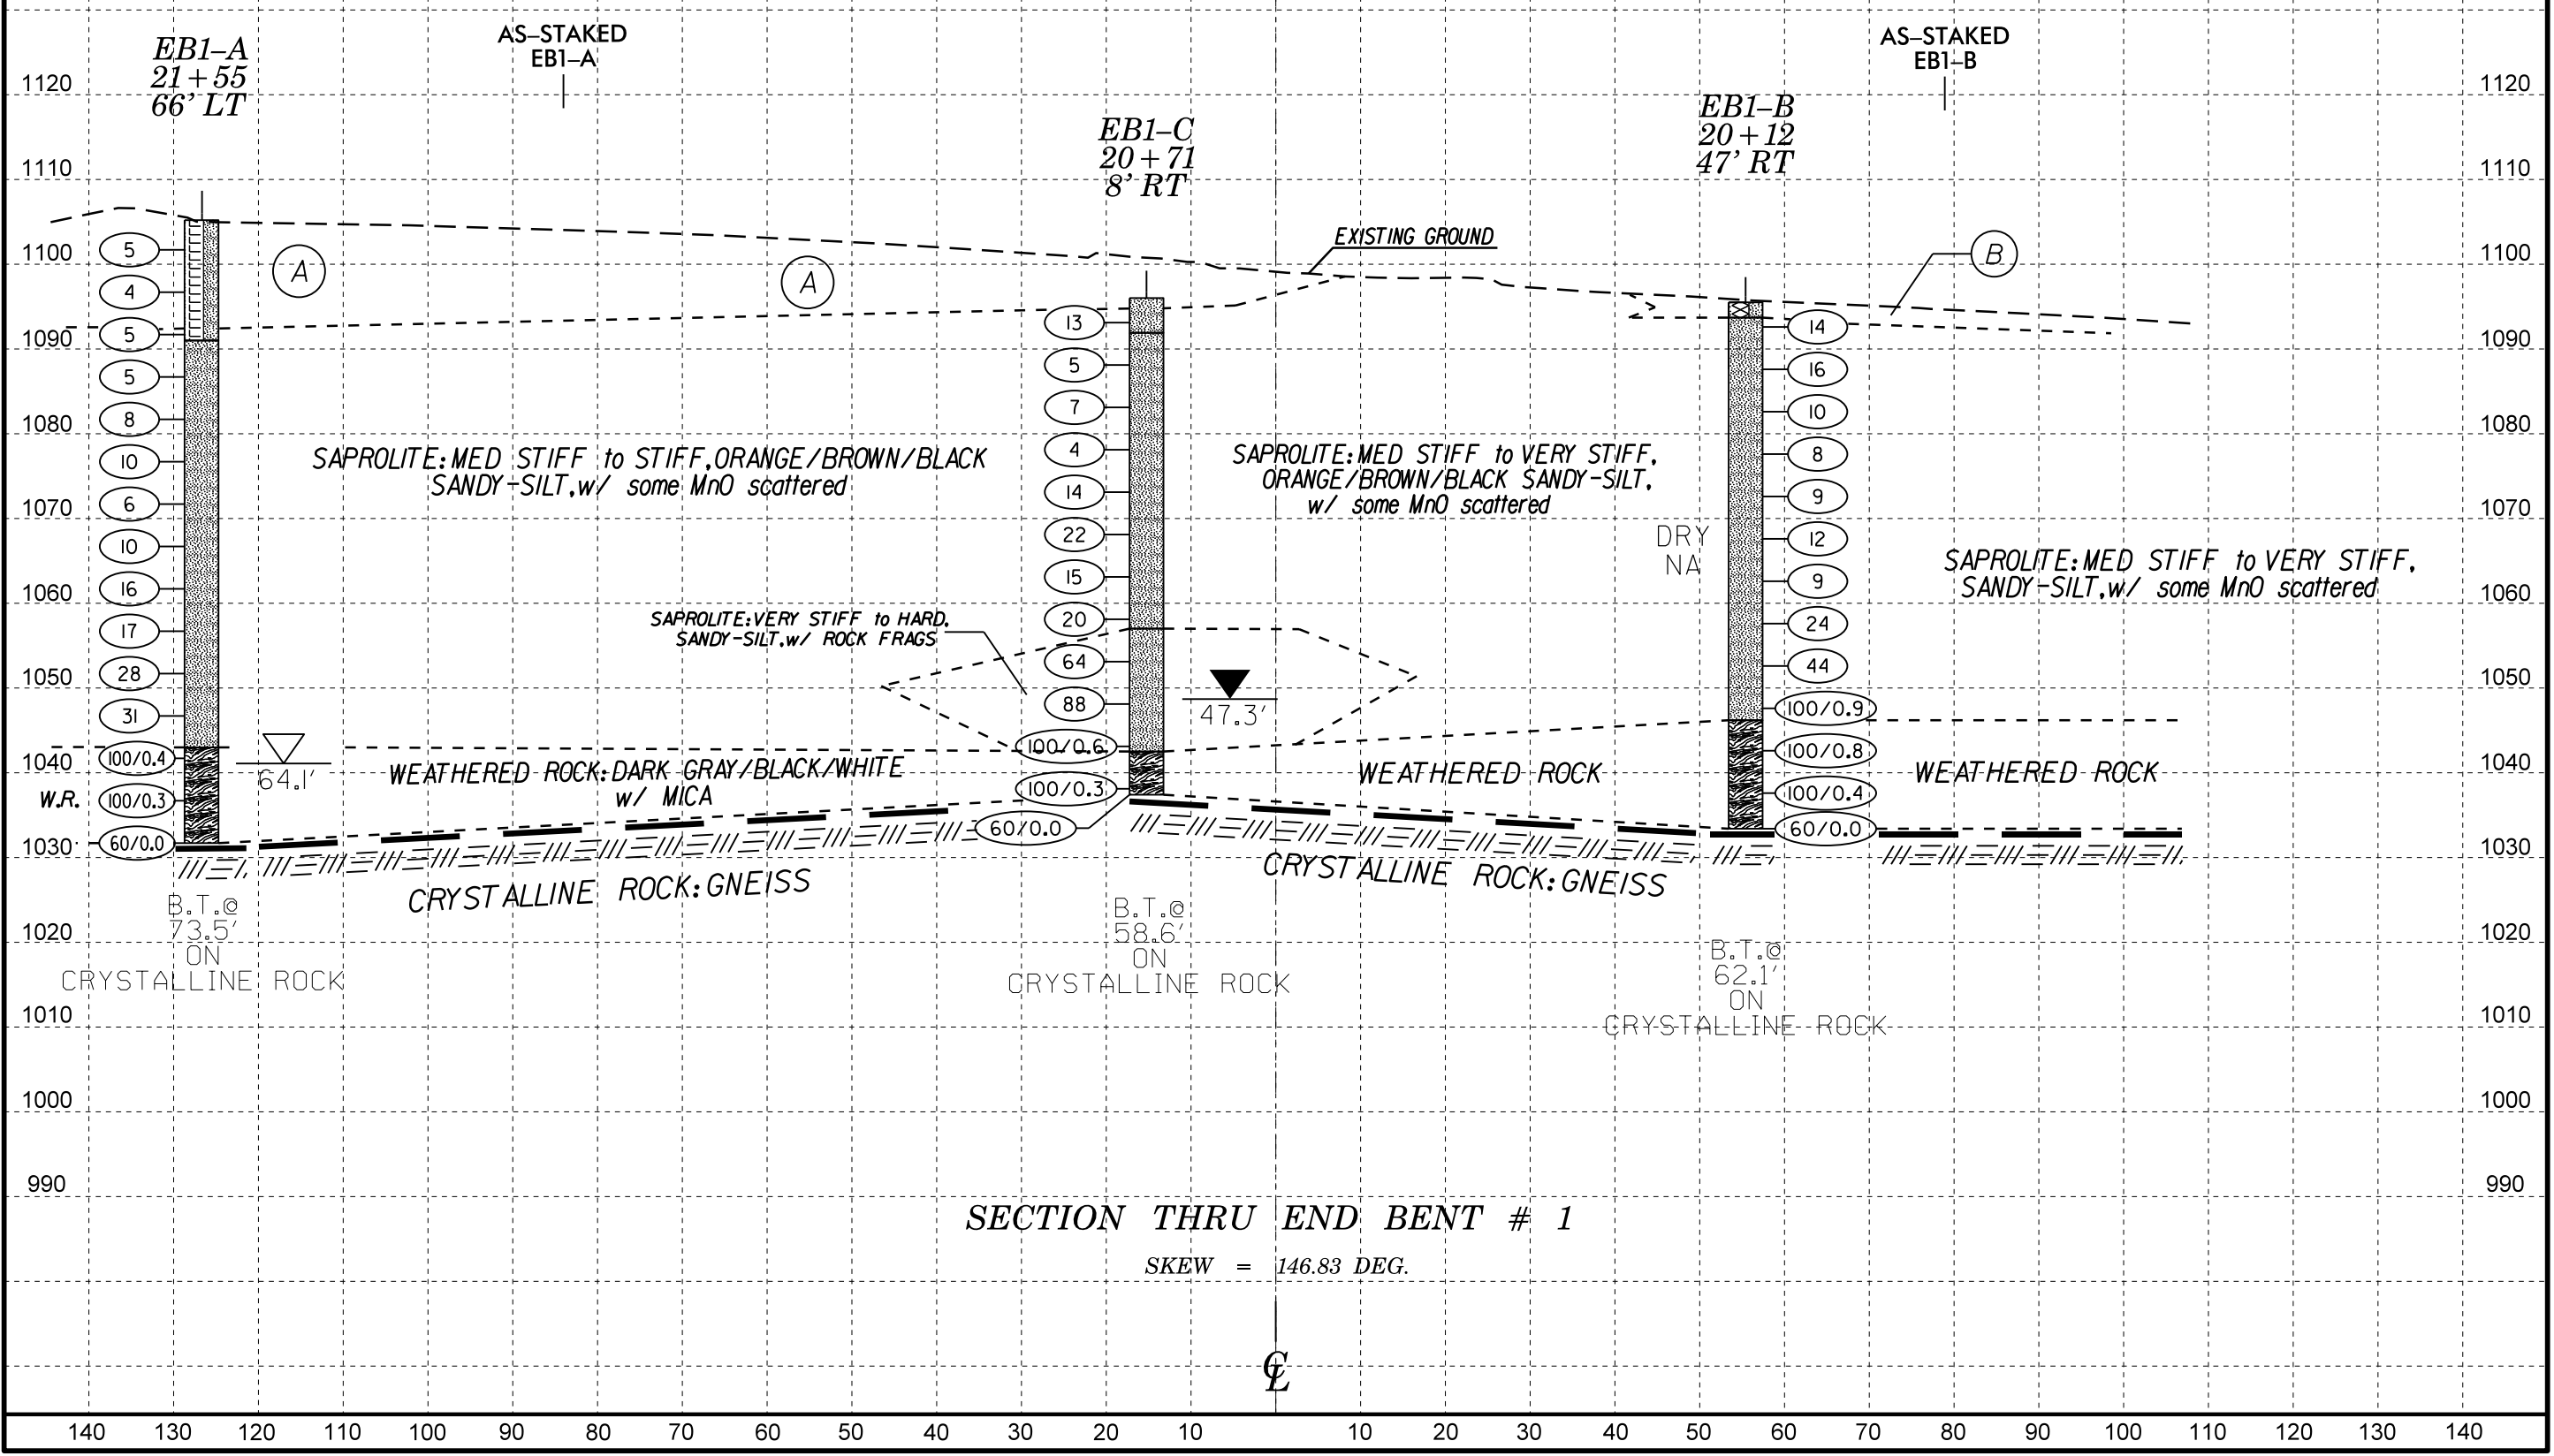 AS-STAKED
EB1-A
AS-STAKED
EB1-B
EB1-A
21+55
66' LT
EB1-C
20+71
8' RT
EB1-B
20+12
47' RT
1120
1120
1110
1110
1100
1100
1090
1090
1080
1080
1070
1070
1060
1060
1050
1050
1040
1040
W.R.
1030
1030
1020
1020
1010
1010
1000
1000
990
990
5
4
5
5
8
10
6
10
16
17
28
31
100/0.4
100/0.3
60/0.0
A
A
EXISTING GROUND
B
13
5
7
4
14
22
15
20
64
88
100/0.6
100/0.3
60/0.0
14
16
10
8
9
12
9
24
44
100/0.9
100/0.8
100/0.4
60/0.0
SAPROLITE: MED STIFF to STIFF, ORANGE/BROWN/BLACK
SANDY-SILT, w/ some MnO scattered
SAPROLITE: MED STIFF to VERY STIFF,
ORANGE/BROWN/BLACK SANDY-SILT,
w/ some MnO scattered
DRY
NA
SAPROLITE: MED STIFF to VERY STIFF,
SANDY-SILT, w/ some MnO scattered
SAPROLITE: VERY STIFF to HARD,
SANDY-SILT, w/ ROCK FRAGS
47.3'
64.1'
WEATHERED ROCK: DARK GRAY/BLACK/WHITE
w/ MICA
WEATHERED ROCK
WEATHERED ROCK
CRYSTALLINE ROCK: GNEISS
CRYSTALLINE ROCK: GNEISS
B.T.@
73.5'
ON
CRYSTALLINE ROCK
B.T.@
58.6'
ON
CRYSTALLINE ROCK
B.T.@
62.1'
ON
CRYSTALLINE ROCK
SECTION THRU END BENT # 1
SKEW = 146.83 DEG.
CL
140 130 120 110 100 90 80 70 60 50 40 30 20 10 10 20 30 40 50 60 70 80 90 100 110 120 130 140